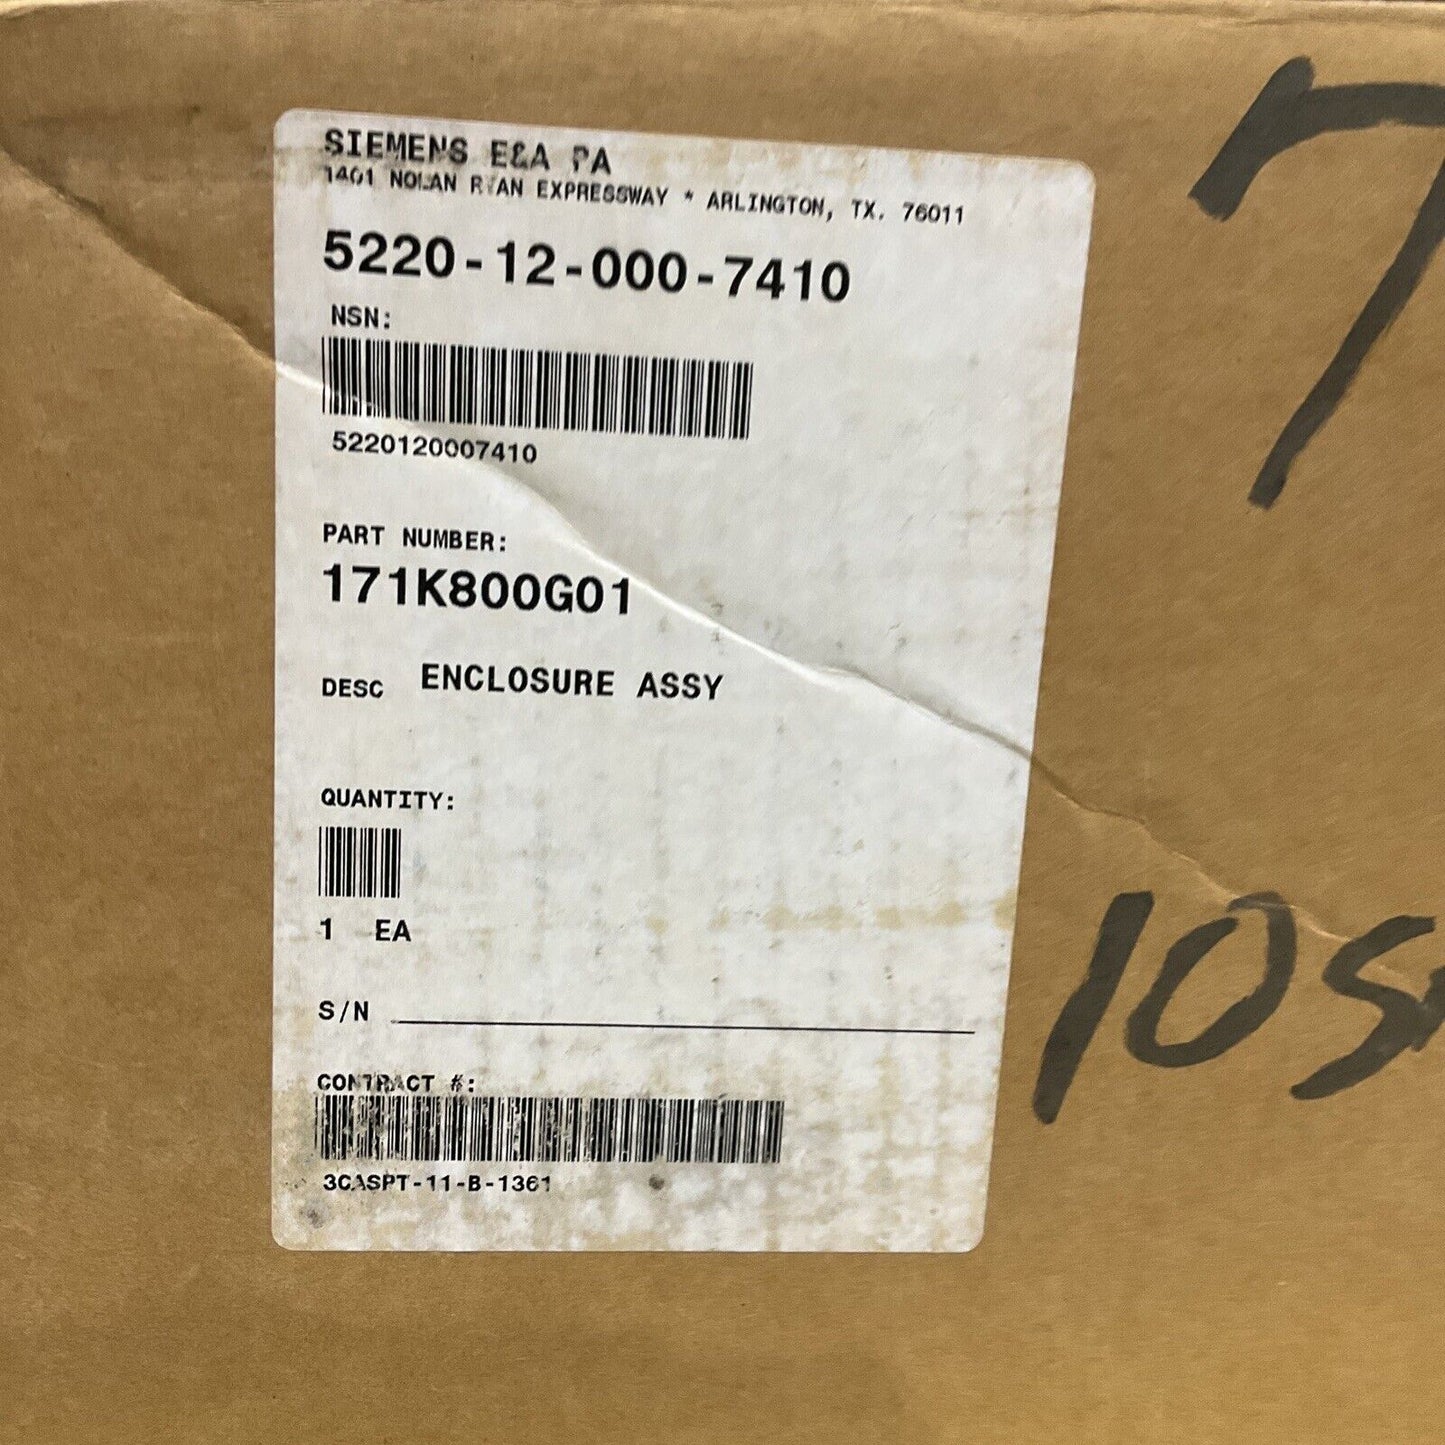 SIEMENS E&A PA
1401 NOLAN RYAN EXPRESSWAY * ARLINGTON, TX. 76011
5220-12-000-7410
NSN:
5220120007410
PART NUMBER:
171K800G01
DESC ENCLOSURE ASSY
QUANTITY:
1 EA
S/N
CONTRACT #:
3CASPT-11-B-1361
7